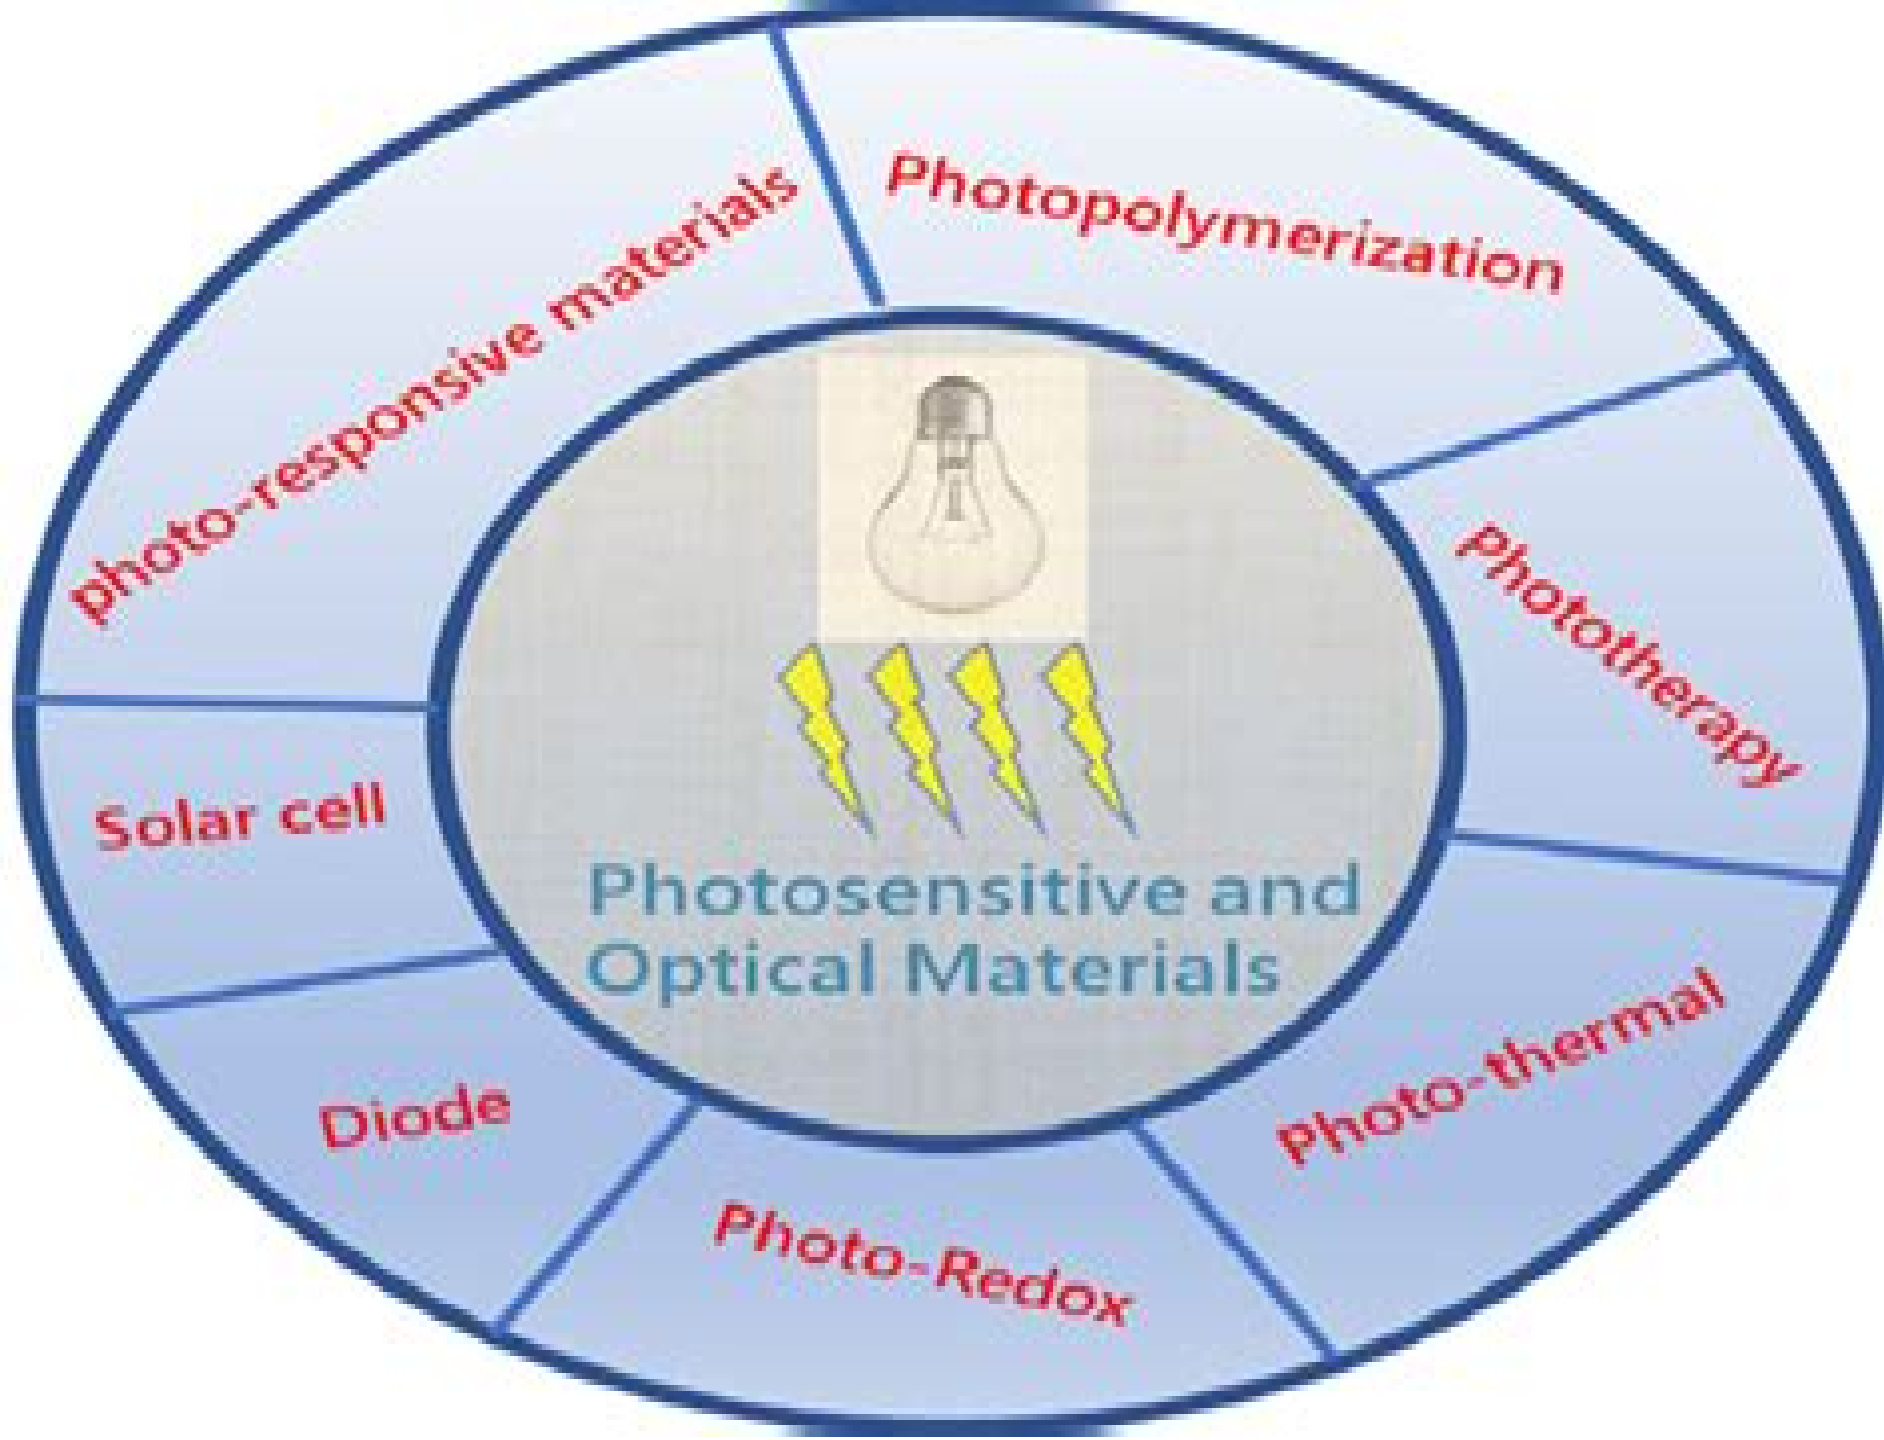 Photopolymerization
photo-responsive materials
Phototherapy
Solar cell
Photosensitive and
Optical Materials
Photo-thermal
Diode
Photo-Redox